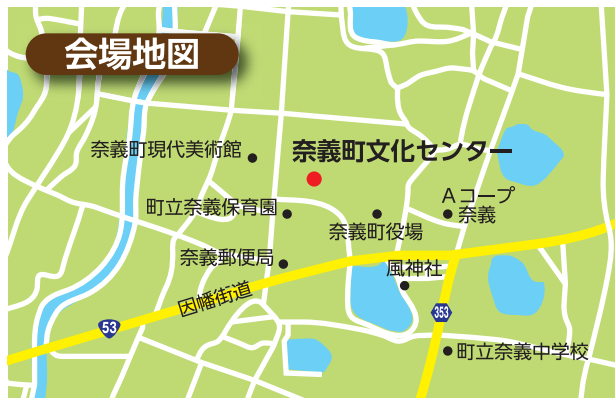 会場地図
奈義町現代美術館
奈義町文化センター
町立奈義保育園
奈義町役場
Aコープ
奈義
奈義郵便局
風神社
因幡街道
53
353
町立奈義中学校